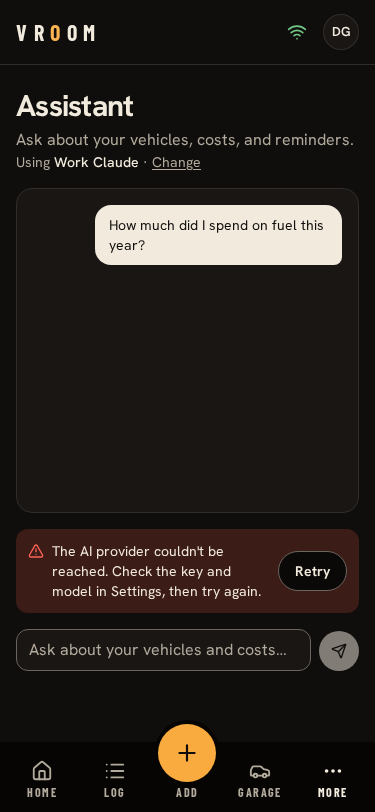 VROOM
DG
Assistant
Ask about your vehicles, costs, and reminders.
Using Work Claude · Change
How much did I spend on fuel this
year?
The AI provider couldn't be
reached. Check the key and
model in Settings, then try again.
Retry
Ask about your vehicles and costs...
HOME
LOG
ADD
GARAGE
MORE